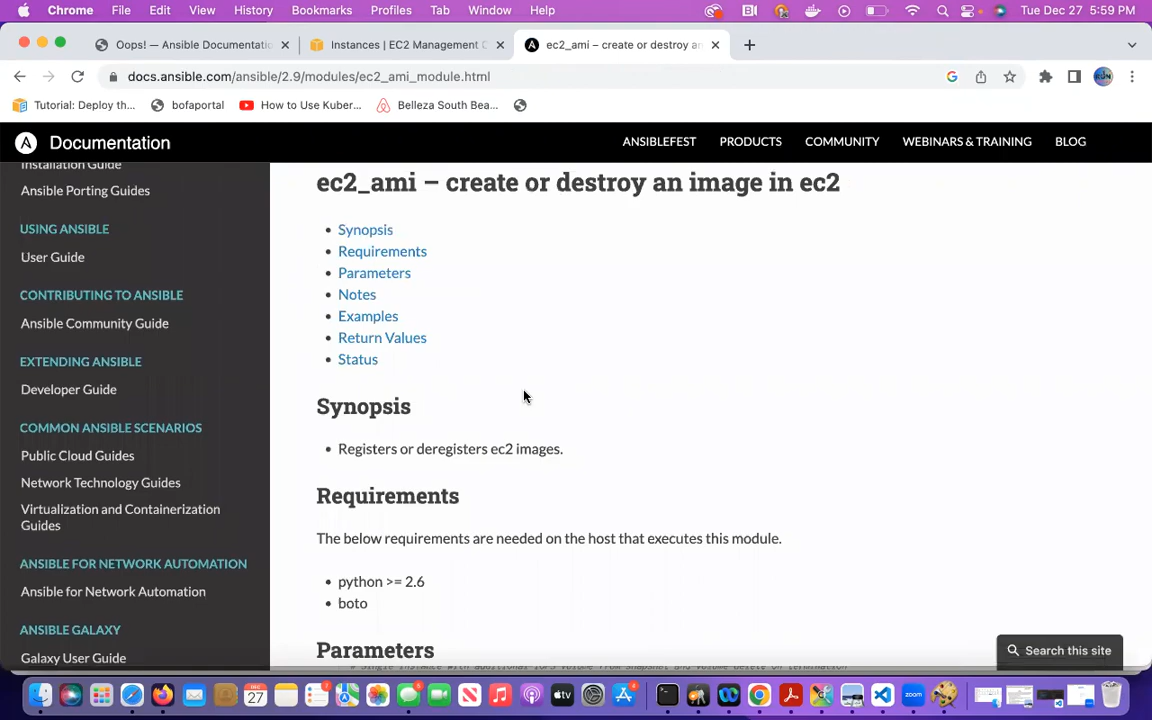 Chrome File Edit View History Bookmarks Profiles Tab Window Help Tue Dec 27 5:59 PM
Oops! — Ansible Documentatio Instances | EC2 Management C ec2_ami – create or destroy an
docs.ansible.com/ansible/2.9/modules/ec2_ami_module.html
Tutorial: Deploy th... bofaportal How to Use Kuber... Belleza South Bea...
Documentation ANSIBLEFEST PRODUCTS COMMUNITY WEBINARS & TRAINING BLOG
Installation Guide
Ansible Porting Guides
USING ANSIBLE
User Guide
CONTRIBUTING TO ANSIBLE
Ansible Community Guide
EXTENDING ANSIBLE
Developer Guide
COMMON ANSIBLE SCENARIOS
Public Cloud Guides
Network Technology Guides
Virtualization and Containerization
Guides
ANSIBLE FOR NETWORK AUTOMATION
Ansible for Network Automation
ANSIBLE GALAXY
Galaxy User Guide
ec2_ami – create or destroy an image in ec2
• Synopsis
• Requirements
• Parameters
• Notes
• Examples
• Return Values
• Status
Synopsis
• Registers or deregisters ec2 images.
Requirements
The below requirements are needed on the host that executes this module.
• python >= 2.6
• boto
Parameters
Search this site
DEC
27
zoom